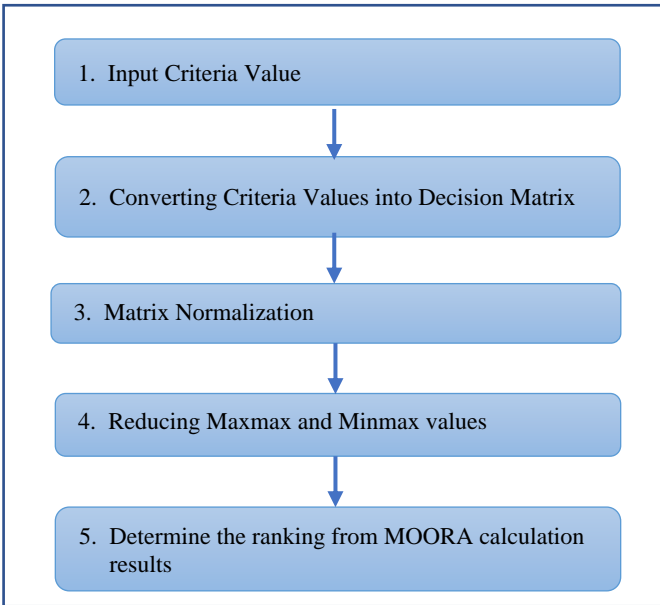 1. Input Criteria Value
2. Converting Criteria Values into Decision Matrix
3. Matrix Normalization
4. Reducing Maxmax and Minmax values
5. Determine the ranking from MOORA calculation
results